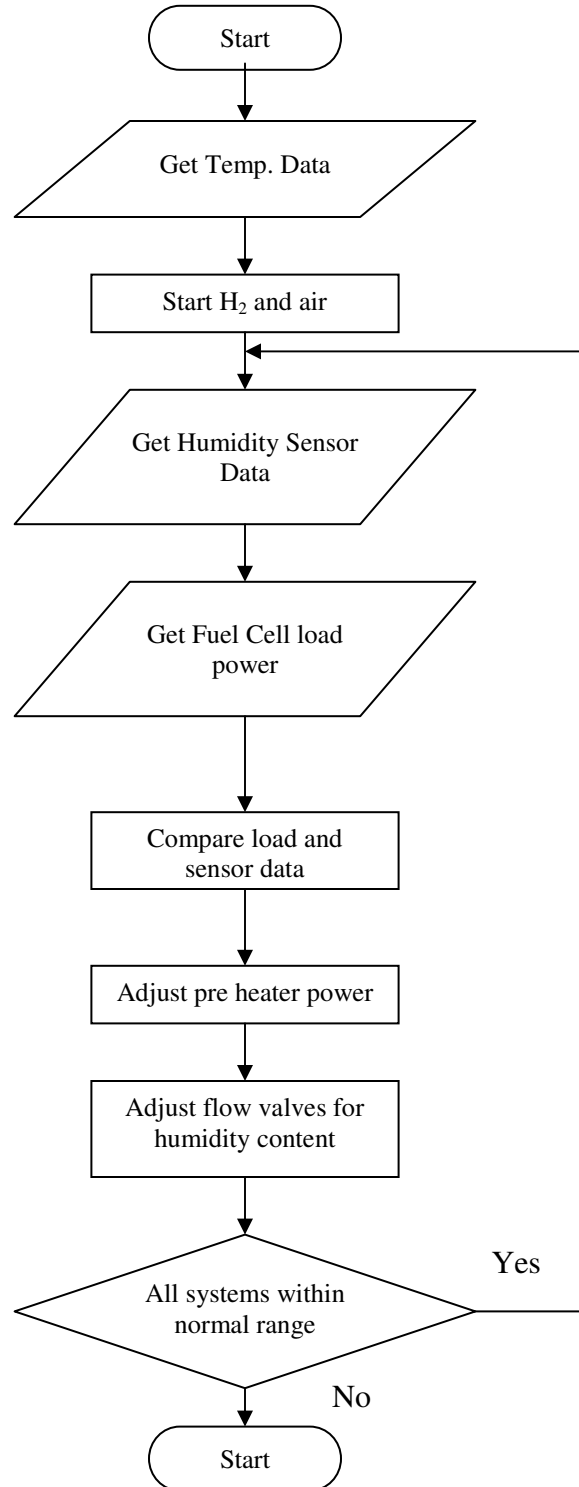 Start
Get Temp. Data
Start H₂ and air
Get Humidity Sensor
Data
Get Fuel Cell load
power
Compare load and
sensor data
Adjust pre heater power
Adjust flow valves for
humidity content
All systems within
normal range
Yes
No
Start